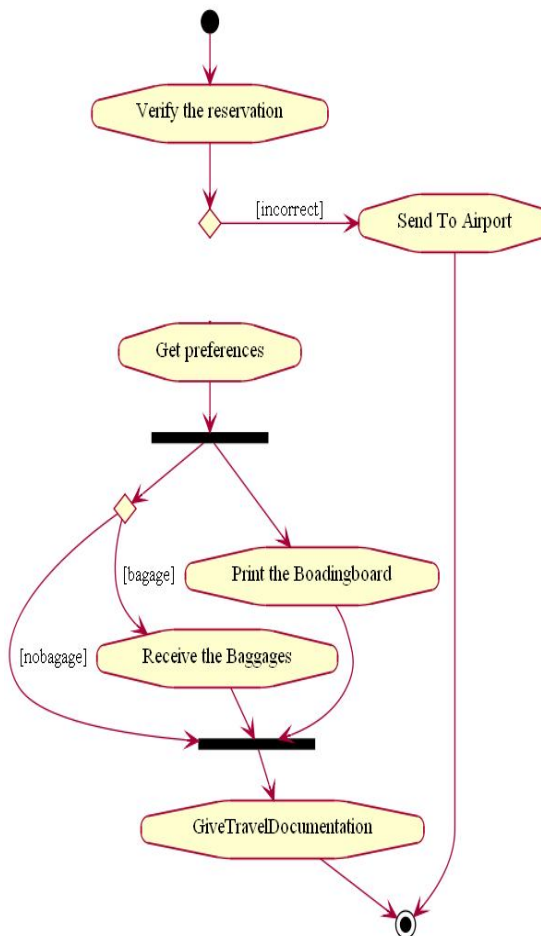 Verify the reservation
[incorrect]
Send To Airport
Get preferences
[bagage]
Print the Boadingboard
[nobagage]
Receive the Baggages
GiveTravelDocumentation